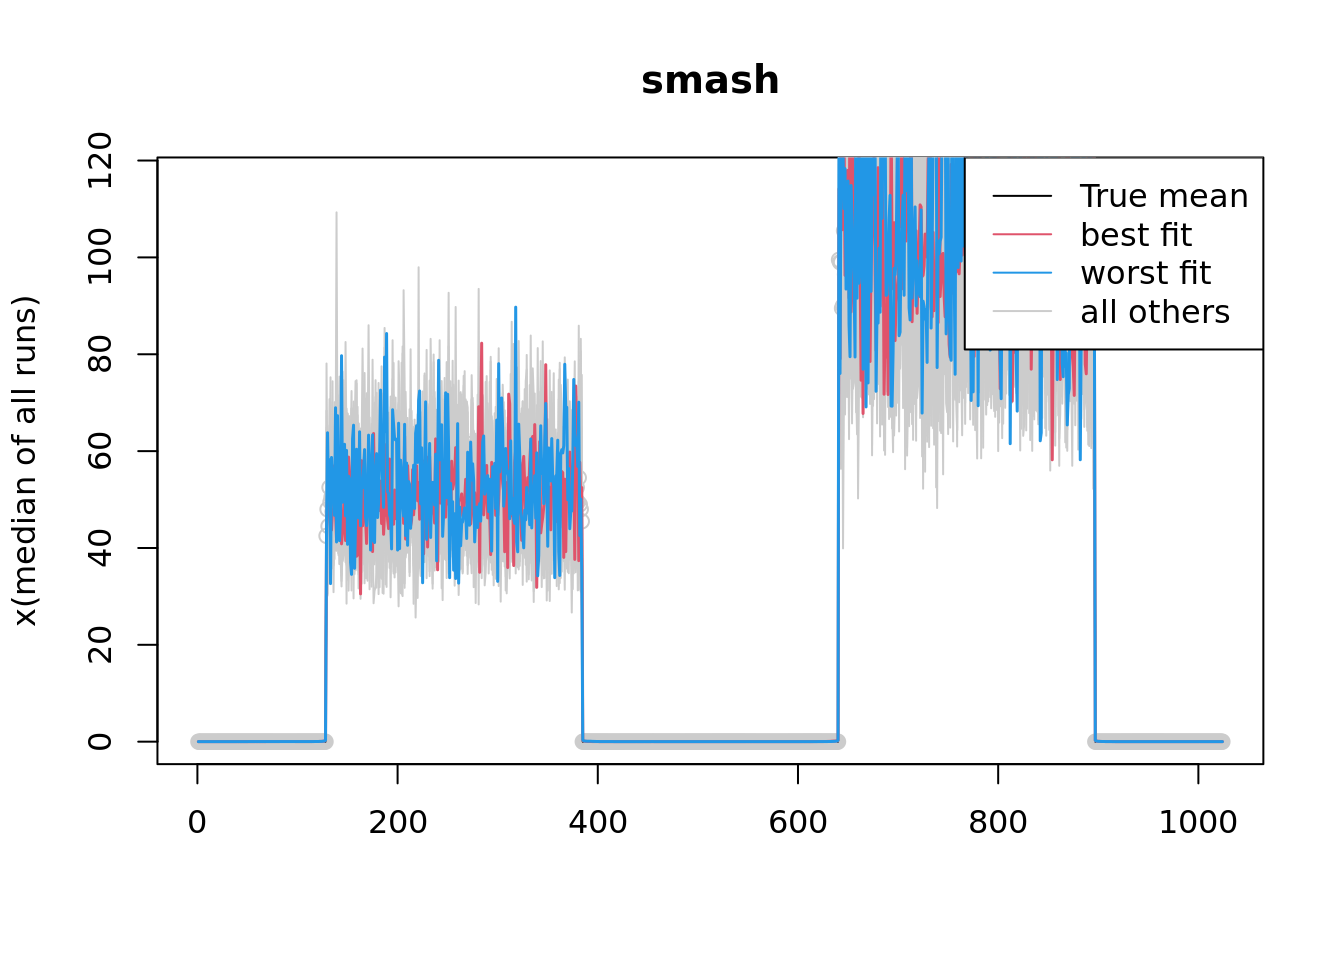 smash
x(median of all runs)
120
100
80
60
40
20
0
True mean
best fit
worst fit
all others
0 200 400 600 800 1000